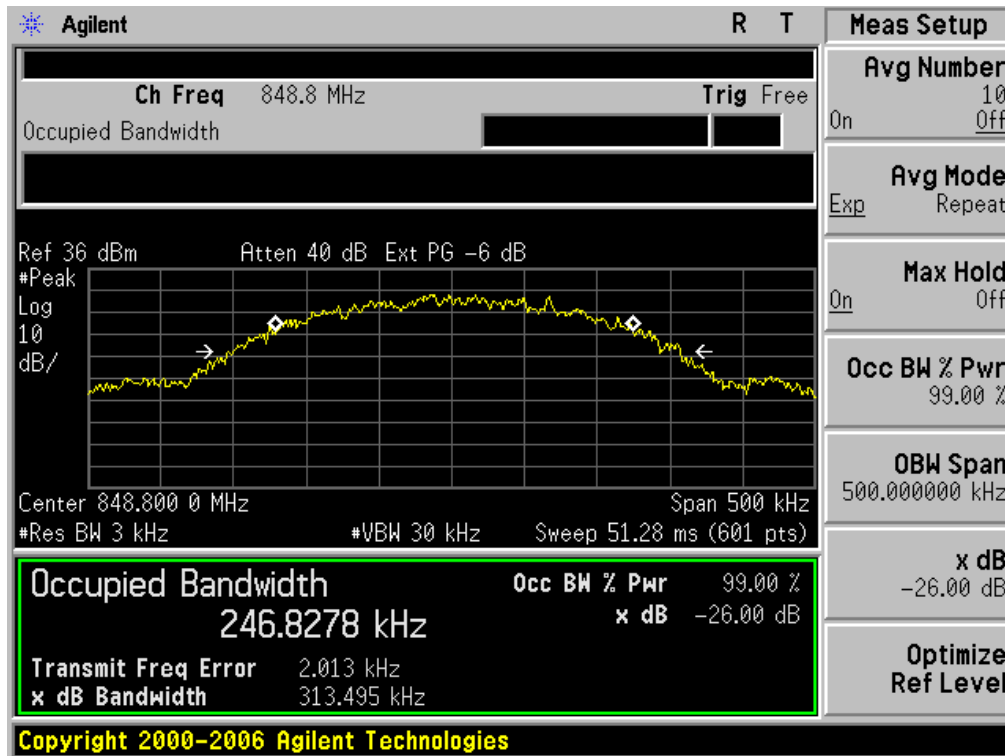 Agilent R T
Ch Freq 848.8 MHz Trig Free
Occupied Bandwidth
Ref 36 dBm Atten 40 dB Ext PG -6 dB
#Peak
Log
10
dB/
Center 848.800 0 MHz Span 500 kHz
#Res BW 3 kHz #VBW 30 kHz Sweep 51.28 ms (601 pts)
Occupied Bandwidth
246.8278 kHz
Occ BW % Pwr 99.00 %
x dB -26.00 dB
Transmit Freq Error 2.013 kHz
x dB Bandwidth 313.495 kHz
Copyright 2000-2006 Agilent Technologies
Meas Setup
Avg Number
10
On Off
Avg Mode
Exp Repeat
Max Hold
On Off
Occ BW % Pwr
99.00 %
OBW Span
500.000000 kHz
x dB
-26.00 dB
Optimize
Ref Level